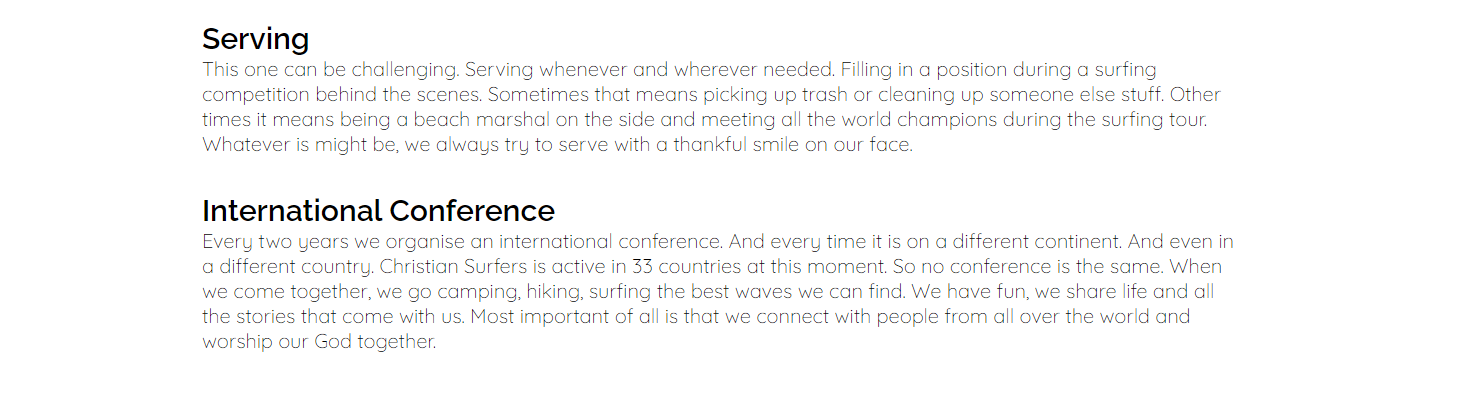 Serving
This one can be challenging. Serving whenever and wherever needed. Filling in a position during a surfing
competition behind the scenes. Sometimes that means picking up trash or cleaning up someone else stuff. Other
times it means being a beach marshal on the side and meeting all the world champions during the surfing tour.
Whatever is might be, we always try to serve with a thankful smile on our face.
International Conference
Every two years we organise an international conference. And every time it is on a different continent. And even in
a different country. Christian Surfers is active in 33 countries at this moment. So no conference is the same. When
we come together, we go camping, hiking, surfing the best waves we can find. We have fun, we share life and all
the stories that come with us. Most important of all is that we connect with people from all over the world and
worship our God together.